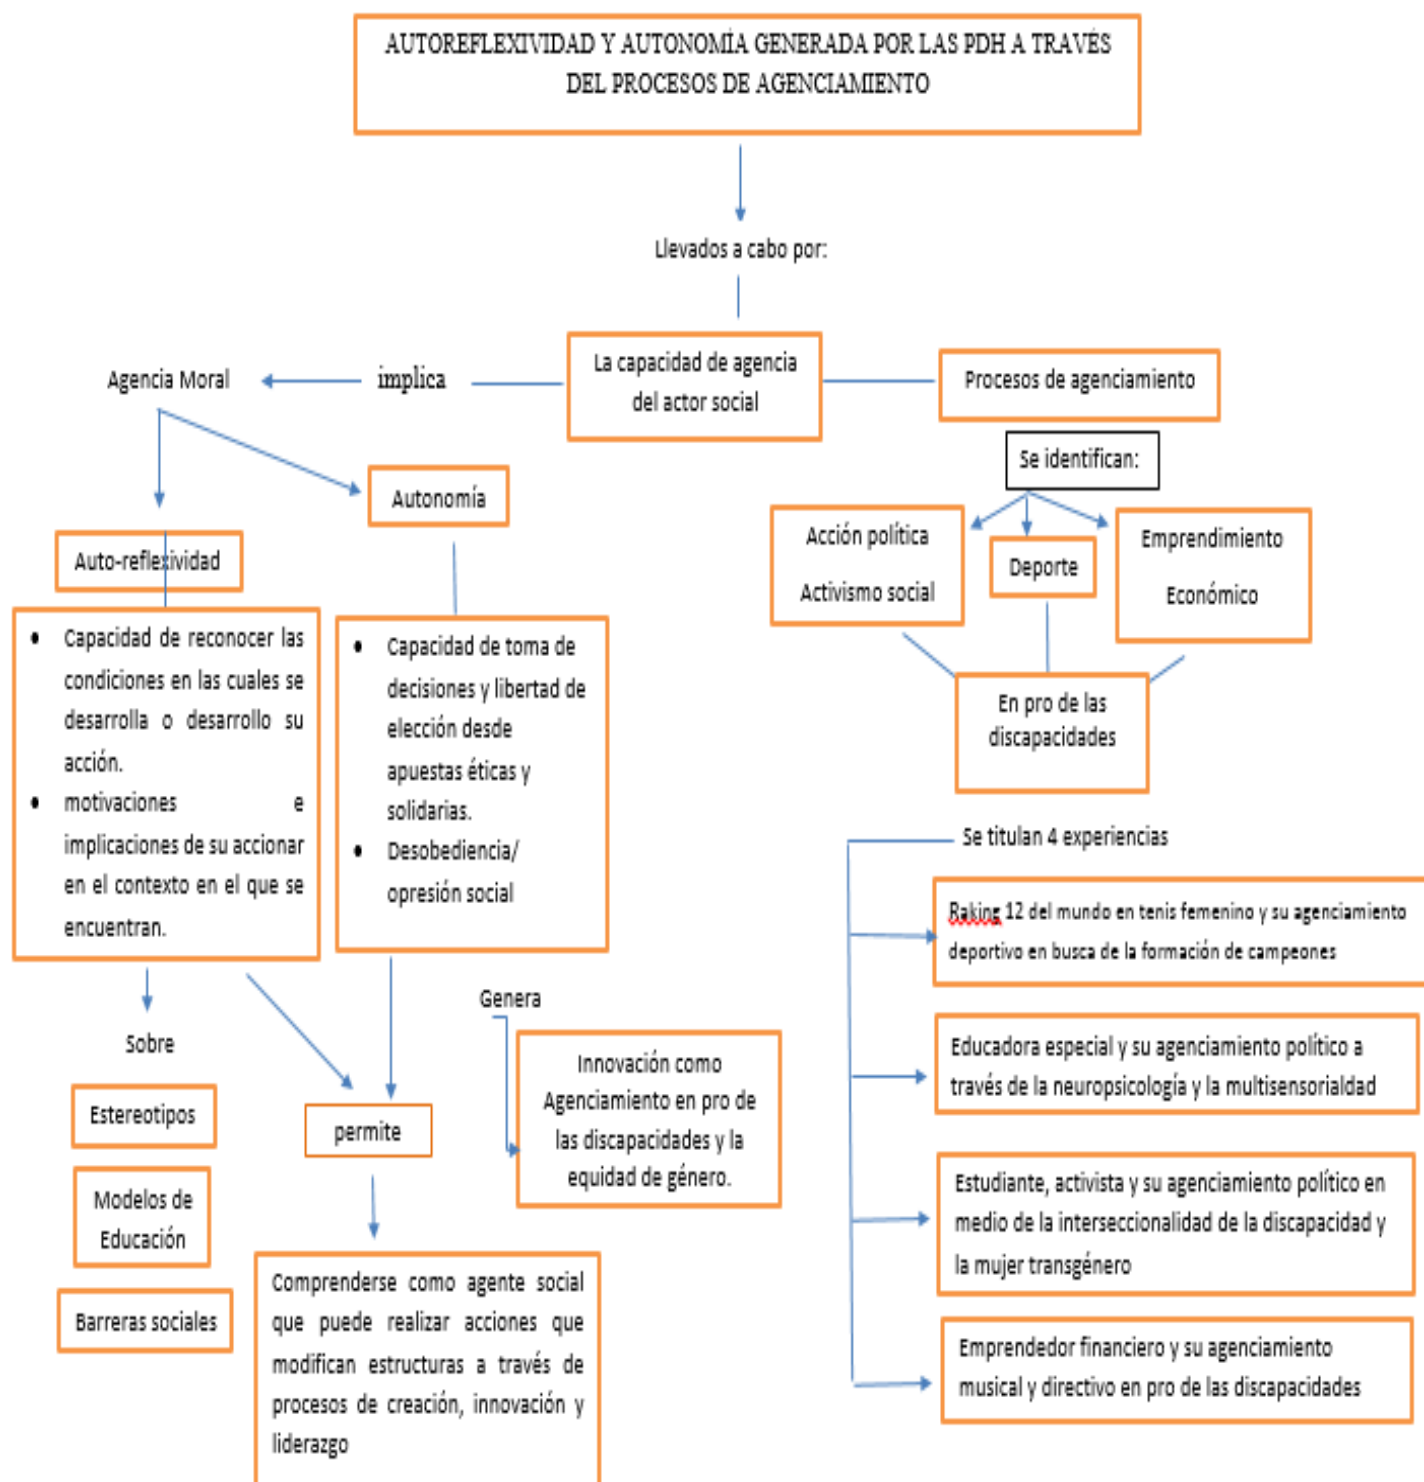 AUTOREFLEXIVIDAD Y AUTONOMÍA GENERADA POR LAS PDH A TRAVÉS
DEL PROCESOS DE AGENCIAMIENTO
Llevados a cabo por:
Agencia Moral
implica
La capacidad de agencia
del actor social
Procesos de agenciamiento
Se identifican:
Autonomía
Auto-reflexividad
Acción política
Activismo social
Deporte
Emprendimiento
Económico
• Capacidad de reconocer las
condiciones en las cuales se
desarrolla o desarrollo su
acción.
• motivaciones e
implicaciones de su accionar
en el contexto en el que se
encuentran.
• Capacidad de toma de
decisiones y libertad de
elección desde
apuestas éticas y
solidarias.
• Desobediencia/
opresión social
En pro de las
discapacidades
Se titulan 4 experiencias
Raking 12 del mundo en tenis femenino y su agenciamiento
deportivo en busca de la formación de campeones
Educadora especial y su agenciamiento político a
través de la neuropsicología y la multisensorialdad
Estudiante, activista y su agenciamiento político en
medio de la interseccionalidad de la discapacidad y
la mujer transgénero
Emprendedor financiero y su agenciamiento
musical y directivo en pro de las discapacidades
Sobre
Estereotipos
Modelos de
Educación
Barreras sociales
permite
Genera
Innovación como
Agenciamiento en pro de
las discapacidades y la
equidad de género.
Comprenderse como agente social
que puede realizar acciones que
modifican estructuras a través de
procesos de creación, innovación y
liderazgo